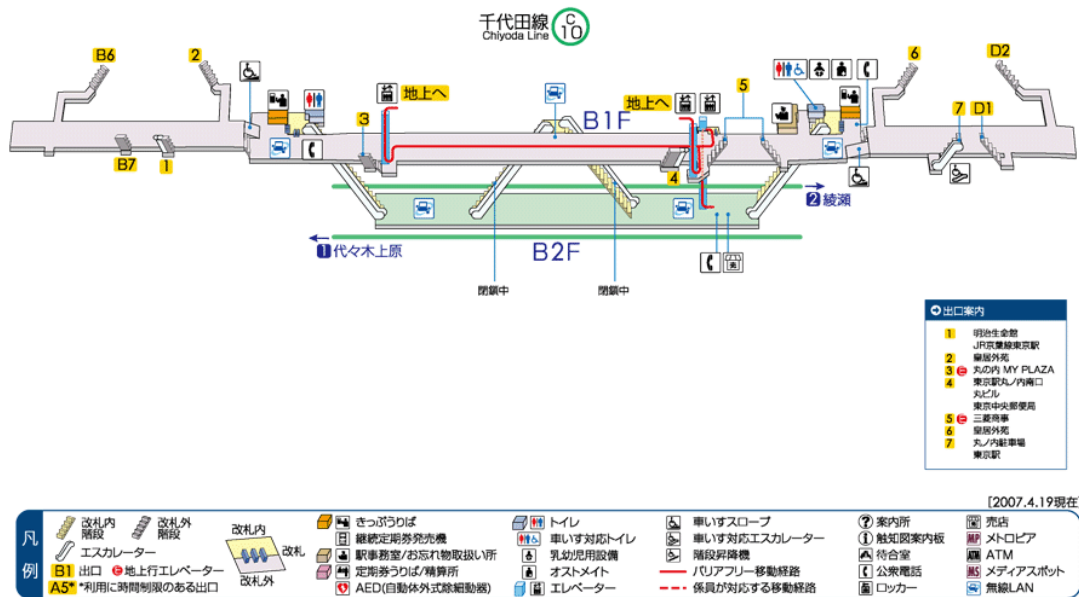 千代田線
Chiyoda Line
C
10
B6
2
6
D2
地上へ
地上へ
5
3
B1F
7
D1
B7
1
4
2 綾瀬
1 代々木上原
B2F
閉鎖中
閉鎖中
出口案内
1 明治生命館
JR京葉線東京駅
2 皇居外苑
3 丸の内 MY PLAZA
4 東京駅丸ノ内南口
丸ビル
東京中央郵便局
5 三菱商事
6 皇居外苑
7 丸ノ内駐車場
東京駅
[2007.4.19現在]
凡例
改札内階段
改札外階段
エスカレーター
B1 出口
地上行エレベーター
A5* *利用に時間制限のある出口
改札内
改札
改札外
きっぷうりば
継続定期券発売機
駅事務室/お忘れ物取扱い所
定期券うりば/精算所
AED(自動体外式除細動器)
トイレ
車いす対応トイレ
乳幼児用設備
オストメイト
エレベーター
車いすスロープ
車いす対応エスカレーター
階段昇降機
バリアフリー移動経路
係員が対応する移動経路
案内所
触知図案内板
待合室
公衆電話
ロッカー
売店
MP メトロピア
ATM ATM
MS メディアスポット
無線LAN